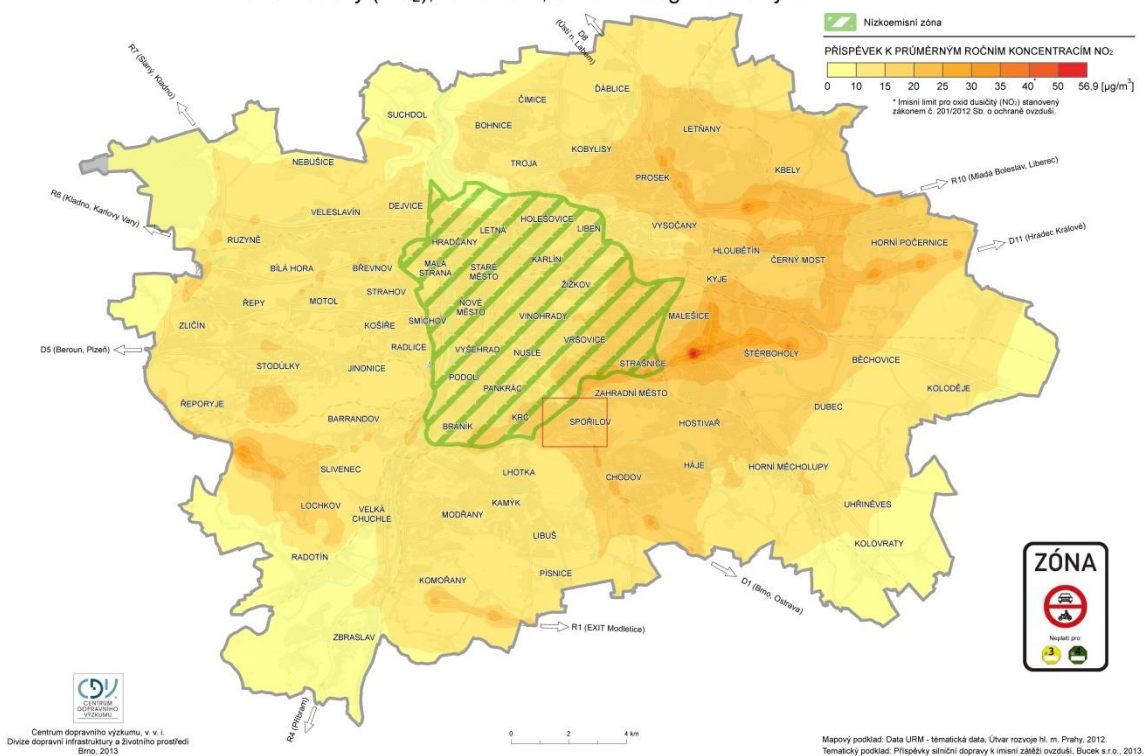 Nízkoemisní zóna
PŘÍSPĚVEK K PRŮMĚRNÝM ROČNÍM KONCENTRACÍM NO₂
0 10 15 20 25 30 35 40* 50 56,9 [µg/m³]
* Imisní limit pro oxid dusičitý (NO₂) stanovený
zákonem č. 201/2012 Sb. o ochraně ovzduší.
D8
(Ústí n. Labem)
R7 (Slaný, Kladno)
R6 (Kladno, Karlovy Vary)
R10 (Mladá Boleslav, Liberec)
D11 (Hradec Králové)
D5 (Beroun, Plzeň)
D1 (Brno, Ostrava)
R1 (EXIT Modletice)
R4 (Příbram)
SUCHDOL
ČIMICE
ĎÁBLICE
BOHNICE
LETŇANY
KOBYLISY
NEBUŠICE
TROJA
PROSEK
KBELY
DEJVICE
VELESLAVÍN
HOLEŠOVICE
LETNÁ
LIBEŇ
VYSOČANY
RUZYNĚ
HRADČANY
HLOUBĚTÍN
HORNÍ POČERNICE
BÍLÁ HORA
BŘEVNOV
MALÁ
STRANA
STARÉ
MĚSTO
KARLÍN
ČERNÝ MOST
KYJE
STRAHOV
ŽIŽKOV
ŘEPY
MOTOL
NOVÉ
MĚSTO
ZLIČÍN
KOŠÍŘE
SMÍCHOV
VINOHRADY
MALEŠICE
RADLICE
VYŠEHRAD
NUSLE
VRŠOVICE
ŠTĚRBOHOLY
BĚCHOVICE
STODŮLKY
JINONICE
STRAŠNICE
PODOLÍ
PANKRÁC
KOLODĚJE
ŘEPORYJE
ZAHRADNÍ MĚSTO
DUBEC
BARRANDOV
BRANÍK
KRČ
SPOŘILOV
HOSTIVAŘ
SLIVENEC
LHOTKA
CHODOV
HÁJE
HORNÍ MĚCHOLUPY
LOCHKOV
VELKÁ
CHUCHLE
KAMÝK
MODŘANY
UHŘINĚVES
LIBUŠ
KOLOVRATY
RADOTÍN
KOMOŘANY
PÍSNICE
ZBRASLAV
ZÓNA
Neplatí pro:
3 4
CDV
CENTRUM
DOPRAVNÍHO
VÝZKUMU
Centrum dopravního výzkumu, v. v. i.
Divize dopravní infrastruktury a životního prostředí
Brno, 2013
0 2 4 km
Mapový podklad: Data URM - tématická data, Útvar rozvoje hl. m. Prahy, 2012.
Tematický podklad: Příspěvky silniční dopravy k imisní zátěži ovzduší, Bucek s.r.o., 2013.